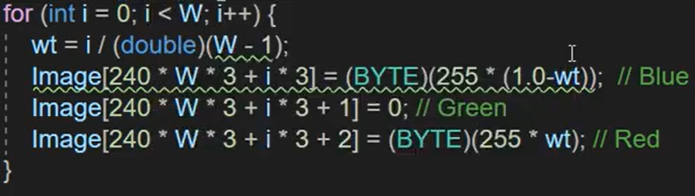 for (int i = 0; i < W; i++) {
wt = i / (double)(W - 1);
Image[240 * W * 3 + i * 3] = (BYTE)(255 * (1.0-wt)); // Blue
Image[240 * W * 3 + i * 3 + 1] = 0; // Green
Image[240 * W * 3 + i * 3 + 2] = (BYTE)(255 * wt); // Red
}